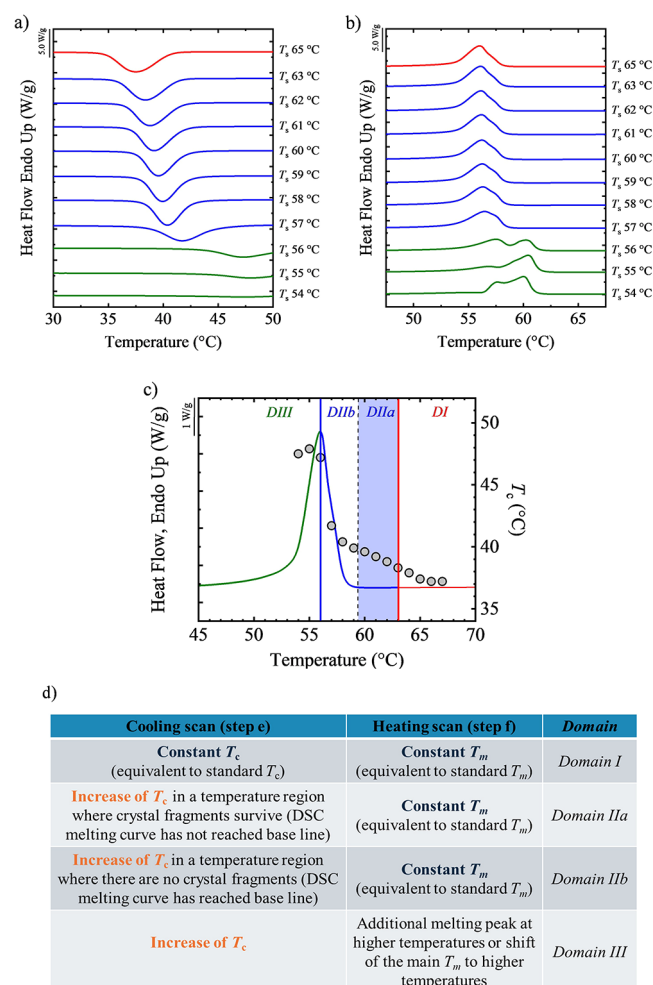 a)
5.0 W/g
Heat Flow Endo Up (W/g)
Ts 65 ºC
Ts 63 ºC
Ts 62 ºC
Ts 61 ºC
Ts 60 ºC
Ts 59 ºC
Ts 58 ºC
Ts 57 ºC
Ts 56 ºC
Ts 55 ºC
Ts 54 ºC
30 35 40 45 50
Temperature (°C)
b)
5.0 W/g
Heat Flow Endo Up (W/g)
Ts 65 ºC
Ts 63 ºC
Ts 62 ºC
Ts 61 ºC
Ts 60 ºC
Ts 59 ºC
Ts 58 ºC
Ts 57 ºC
Ts 56 ºC
Ts 55 ºC
Ts 54 ºC
50 55 60 65
Temperature (°C)
c)
1 W/g
DIII DIIb DIIa DI
Heat Flow, Endo Up (W/g)
50
45
40
35
Tc (°C)
45 50 55 60 65 70
Temperature (°C)
d)
Cooling scan (step e) Heating scan (step f) Domain
Constant Tc
(equivalent to standard Tc)
Constant Tm
(equivalent to standard Tm)
Domain I
Increase of Tc in a temperature region
where crystal fragments survive (DSC
melting curve has not reached base line)
Constant Tm
(equivalent to standard Tm)
Domain IIa
Increase of Tc in a temperature region
where there are no crystal fragments (DSC
melting curve has reached base line)
Constant Tm
(equivalent to standard Tm)
Domain IIb
Increase of Tc
Additional melting peak at
higher temperatures or shift
of the main Tm to higher
temperatures
Domain III